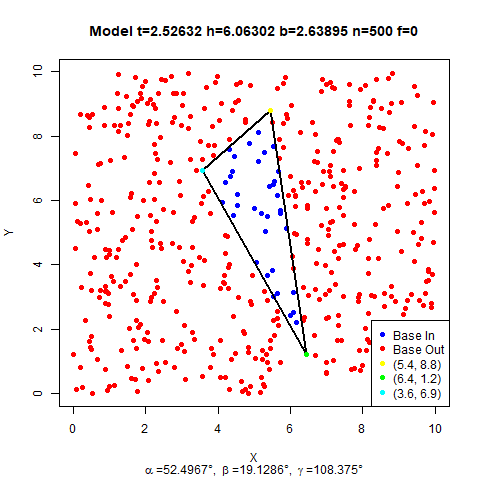 Model t=2.52632 h=6.06302 b=2.63895 n=500 f=0
Y
10
8
6
4
2
0
Base In
Base Out
(5.4, 8.8)
(6.4, 1.2)
(3.6, 6.9)
0 2 4 6 8 10
X
α=52.4967°, β=19.1286°, γ=108.375°